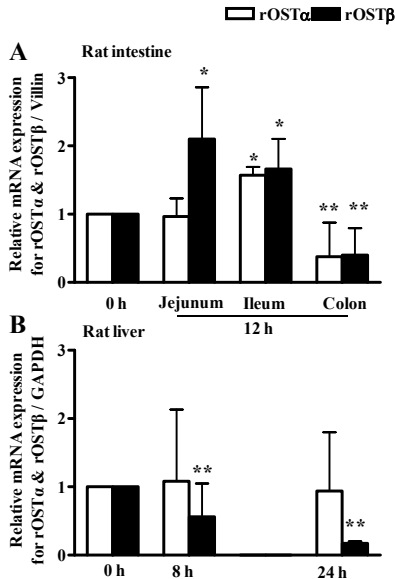 rOSTα rOSTβ
A Rat intestine
Relative mRNA expression
for rOSTα & rOSTβ / Villin
3
2
1
0
* * * ** **
0 h Jejunum Ileum Colon
12 h
B Rat liver
Relative mRNA expression
for rOSTα & rOSTβ / GAPDH
3
2
1
0
** **
0 h 8 h 24 h